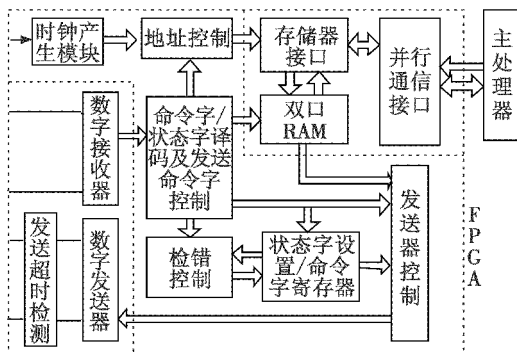 时钟产
生模块
地址控制
存储器
接口
并行
通信
接口
主处理器
数字接收器
命令字/
状态字译
码及发送
命令字
控制
双口
RAM
发送超时检测
数字发送器
检错
控制
状态字设
置/命令
字寄存器
发送器控制
FPGA